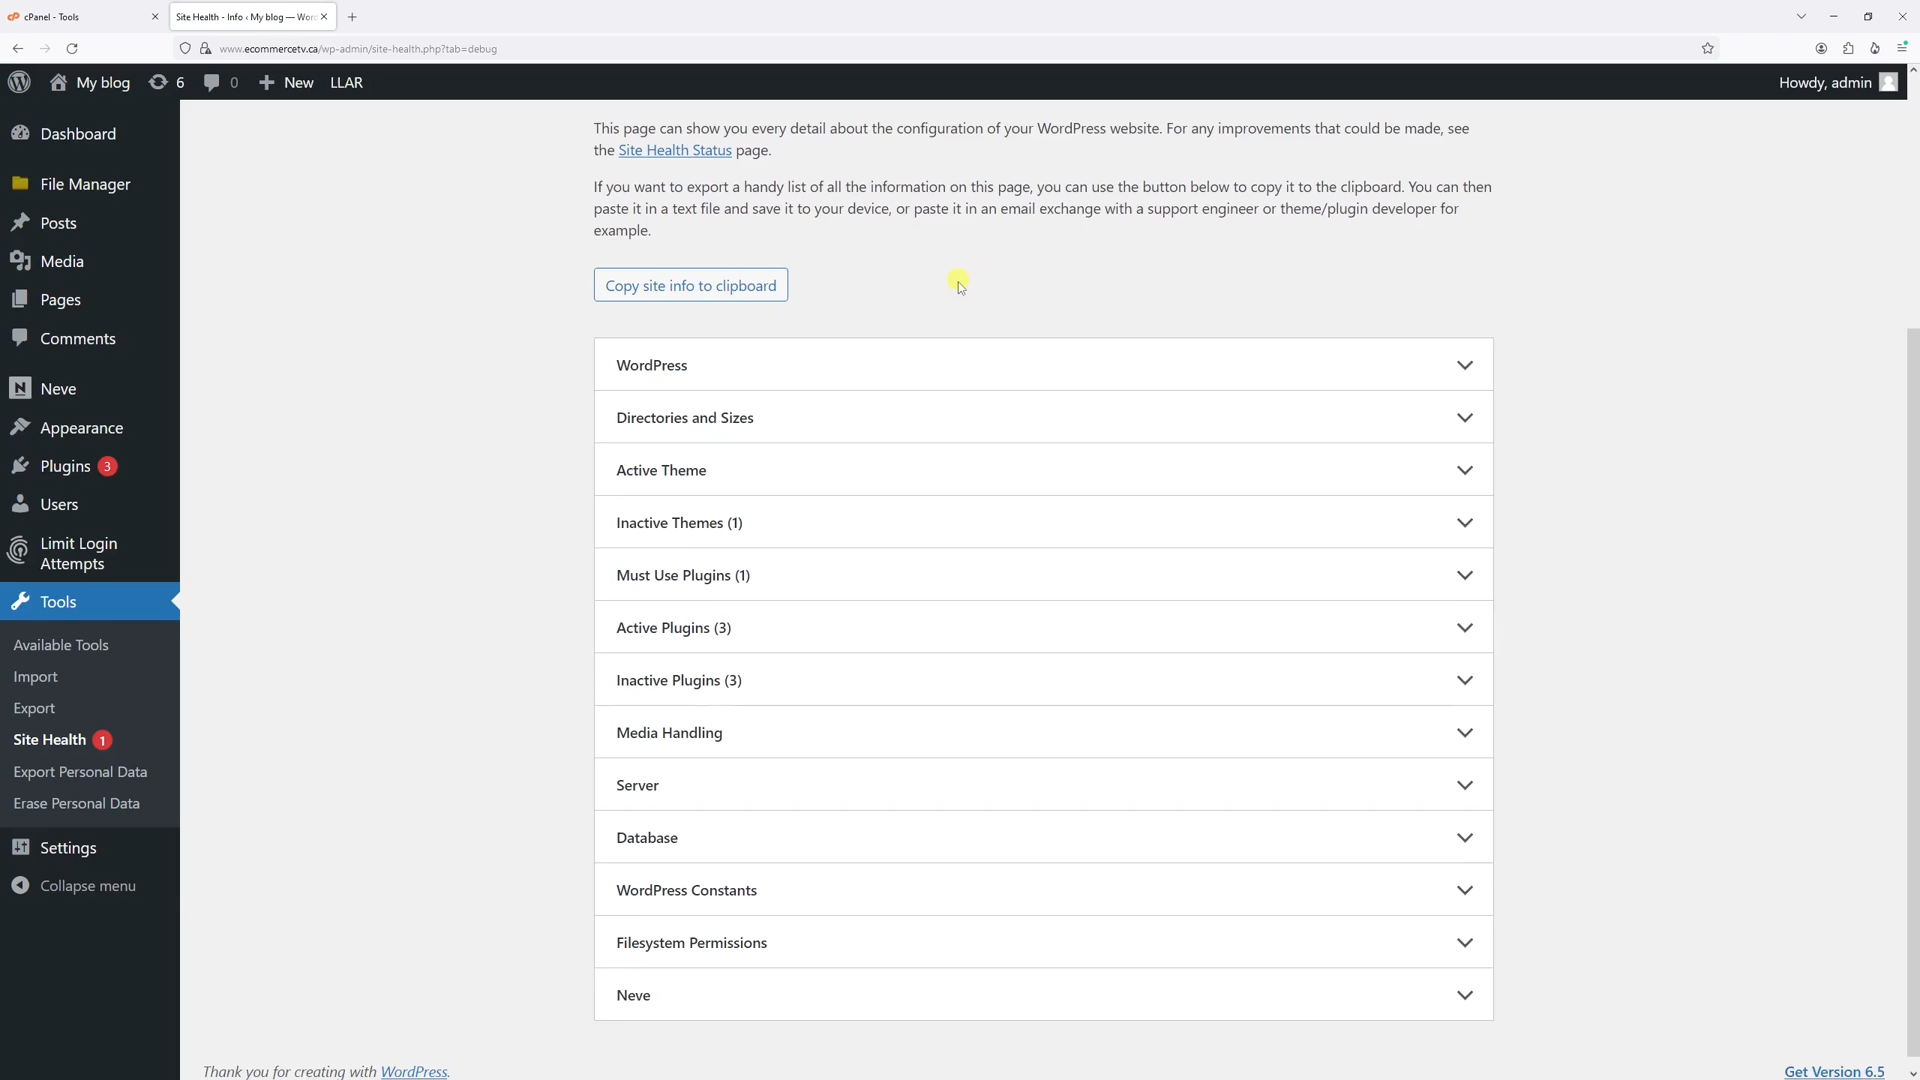 cPanel - Tools
Site Health - Info ‹ My blog — Wor
www.ecommercetv.ca/wp-admin/site-health.php?tab=debug
My blog
6
0
New
LLAR
Howdy, admin
Dashboard
File Manager
Posts
Media
Pages
Comments
Neve
Appearance
Plugins 3
Users
Limit Login
Attempts
Tools
Available Tools
Import
Export
Site Health 1
Export Personal Data
Erase Personal Data
Settings
Collapse menu
This page can show you every detail about the configuration of your WordPress website. For any improvements that could be made, see
the Site Health Status page.
If you want to export a handy list of all the information on this page, you can use the button below to copy it to the clipboard. You can then
paste it in a text file and save it to your device, or paste it in an email exchange with a support engineer or theme/plugin developer for
example.
Copy site info to clipboard
WordPress
Directories and Sizes
Active Theme
Inactive Themes (1)
Must Use Plugins (1)
Active Plugins (3)
Inactive Plugins (3)
Media Handling
Server
Database
WordPress Constants
Filesystem Permissions
Neve
Thank you for creating with WordPress.
Get Version 6.5